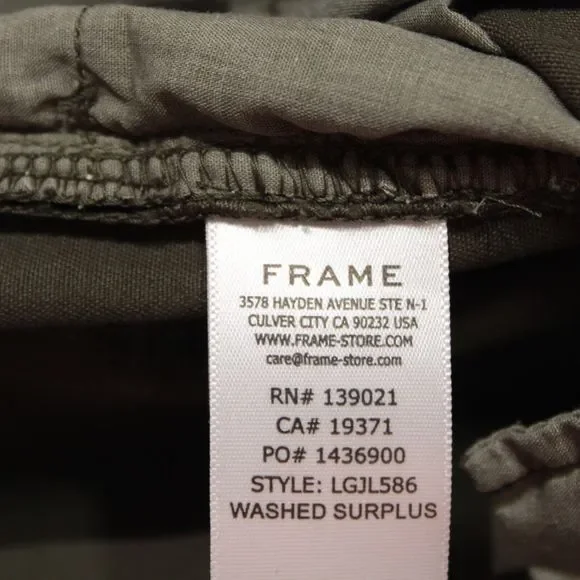 FRAME
3578 HAYDEN AVENUE STE N-1
CULVER CITY CA 90232 USA
WWW.FRAME-STORE.COM
care@frame-store.com
RN# 139021
CA# 19371
PO# 1436900
STYLE: LGJL586
WASHED SURPLUS